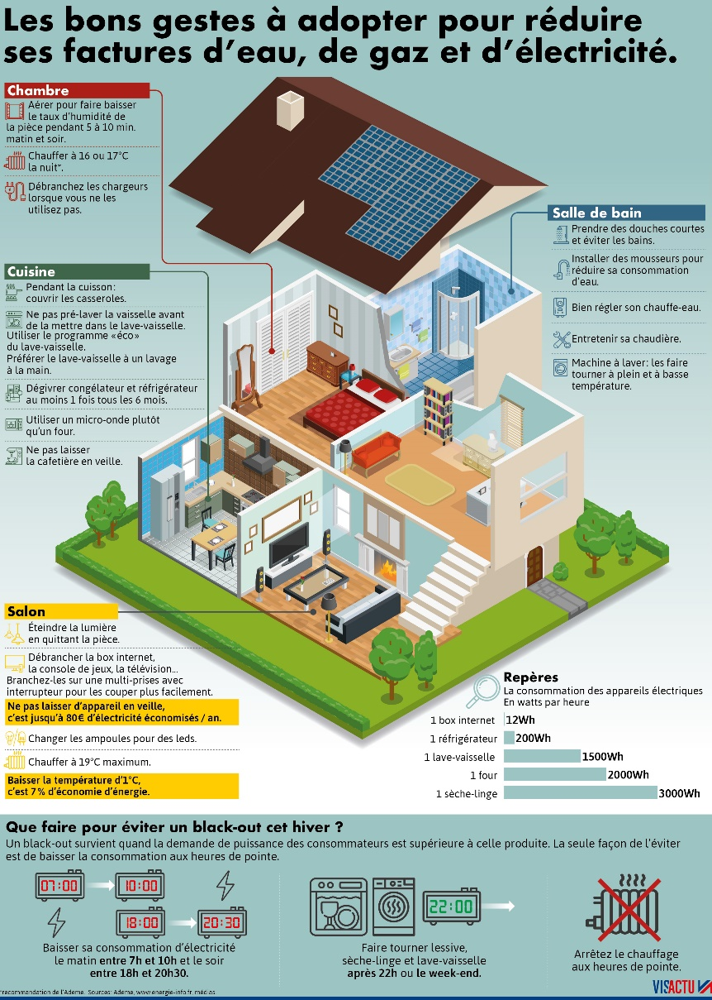 Les bons gestes à adopter pour réduire
ses factures d'eau, de gaz et d'électricité.
Chambre
Aérer pour faire baisser
le taux d'humidité de
la pièce pendant 5 à 10 min.
matin et soir.
Chauffer à 16 ou 17°C
la nuit*.
Débranchez les chargeurs
lorsque vous ne les
utilisez pas.
Cuisine
Pendant la cuisson:
couvrir les casseroles.
Ne pas pré-laver la vaisselle avant
de la mettre dans le lave-vaisselle.
Utiliser le programme «éco»
du lave-vaisselle.
Préférer le lave-vaisselle à un lavage
à la main.
Dégivrer congélateur et réfrigérateur
au moins 1 fois tous les 6 mois.
Utiliser un micro-onde plutôt
qu'un four.
Ne pas laisser
la cafetière en veille.
Salle de bain
Prendre des douches courtes
et éviter les bains.
Installer des mousseurs pour
réduire sa consommation
d'eau.
Bien régler son chauffe-eau.
Entretenir sa chaudière.
Machine à laver: les faire
tourner à plein et à basse
température.
Salon
Éteindre la lumière
en quittant la pièce.
Débrancher la box internet,
la console de jeux, la télévision...
Branchez-les sur une multi-prises avec
interrupteur pour les couper plus facilement.
Ne pas laisser d'appareil en veille,
c'est jusqu'à 80€ d'électricité économisés / an.
Changer les ampoules pour des leds.
Chauffer à 19°C maximum.
Baisser la température d'1°C,
c'est 7% d'économie d'énergie.
Repères
La consommation des appareils électriques
En watts par heure
1 box internet 12Wh
1 réfrigérateur 200Wh
1 lave-vaisselle 1500Wh
1 four 2000Wh
1 sèche-linge 3000Wh
Que faire pour éviter un black-out cet hiver ?
Un black-out survient quand la demande de puissance des consommateurs est supérieure à celle produite. La seule façon de l'éviter
est de baisser la consommation aux heures de pointe.
07:00 10:00
18:00 20:30
Baisser sa consommation d'électricité
le matin entre 7h et 10h et le soir
entre 18h et 20h30.
22:00
Faire tourner lessive,
sèche-linge et lave-vaisselle
après 22h ou le week-end.
Arrêtez le chauffage
aux heures de pointe.
*recommandation de l'Ademe. Sources: Ademe, www.energie-info.fr, médias.
VISACTU